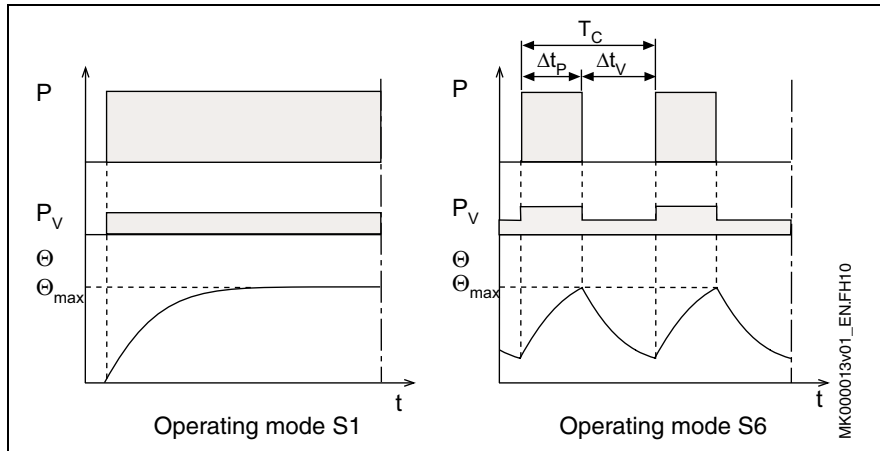 P
P_V
Θ
Θ_max
t
Operating mode S1
T_C
Δt_P
Δt_V
P
P_V
Θ
Θ_max
t
Operating mode S6
MK000013v01_EN.FH10